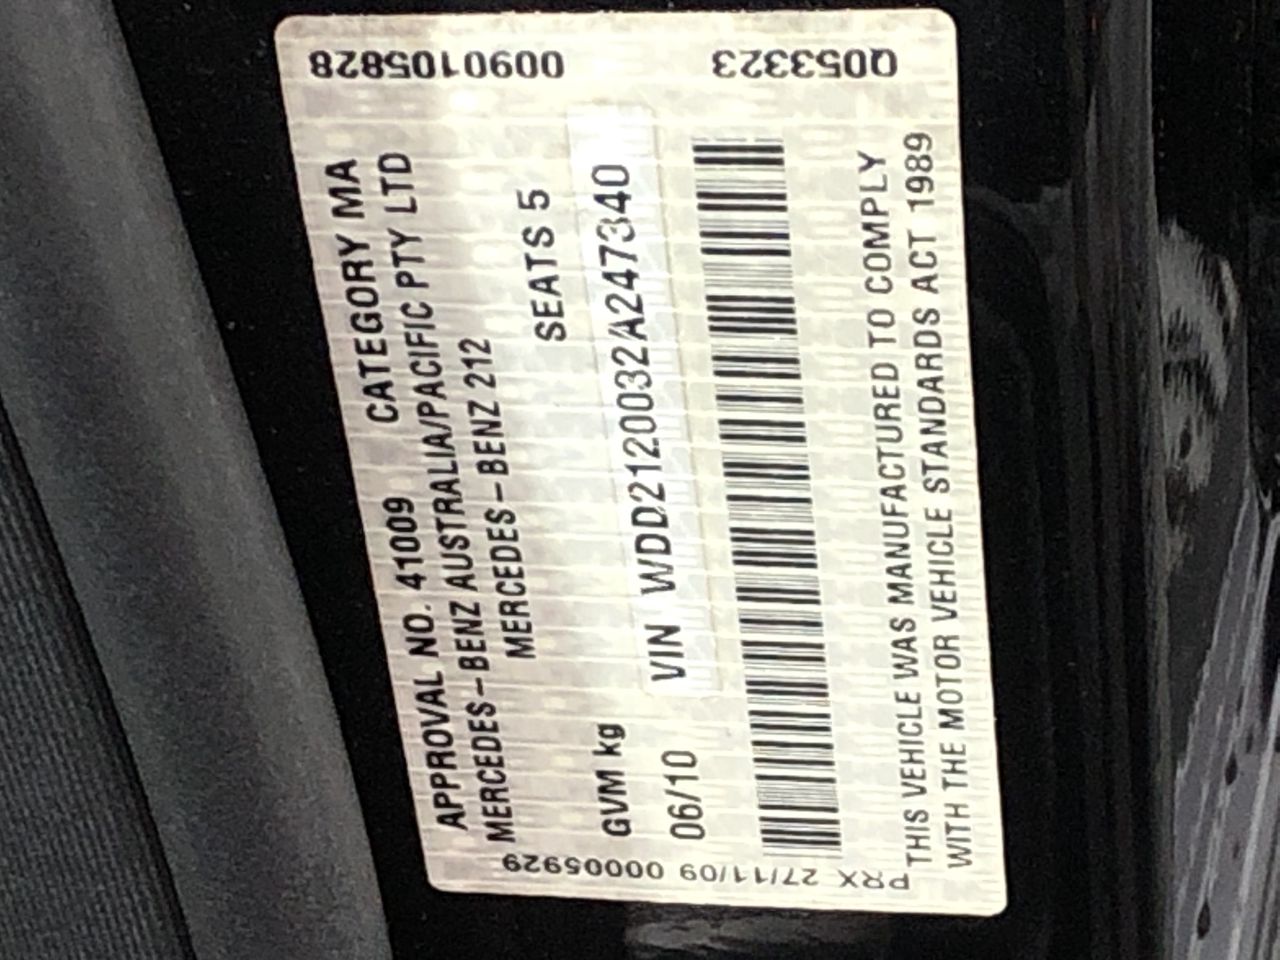 APPROVAL NO. 41009 CATEGORY MA
MERCEDES-BENZ AUSTRALIA/PACIFIC PTY LTD
MERCEDES-BENZ 212
SEATS 5
GVM kg
06/10 VIN WDD2120032A247340
THIS VEHICLE WAS MANUFACTURED TO COMPLY
WITH THE MOTOR VEHICLE STANDARDS ACT 1989
Q053323 0090105828
PRX 27/11/09 00005929